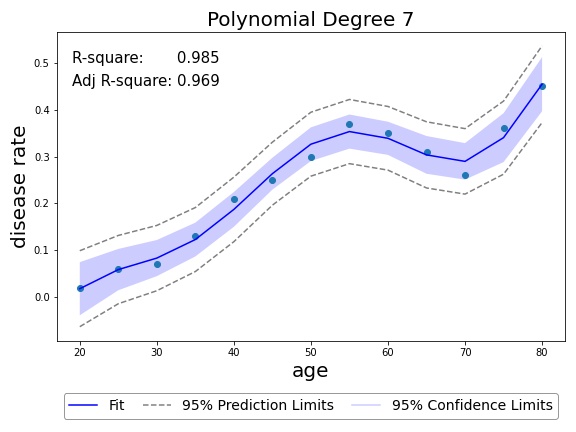 Polynomial Degree 7
R-square: 0.985
Adj R-square: 0.969
disease rate
0.5
0.4
0.3
0.2
0.1
0.0
20 30 40 50 60 70 80
age
Fit 95% Prediction Limits 95% Confidence Limits